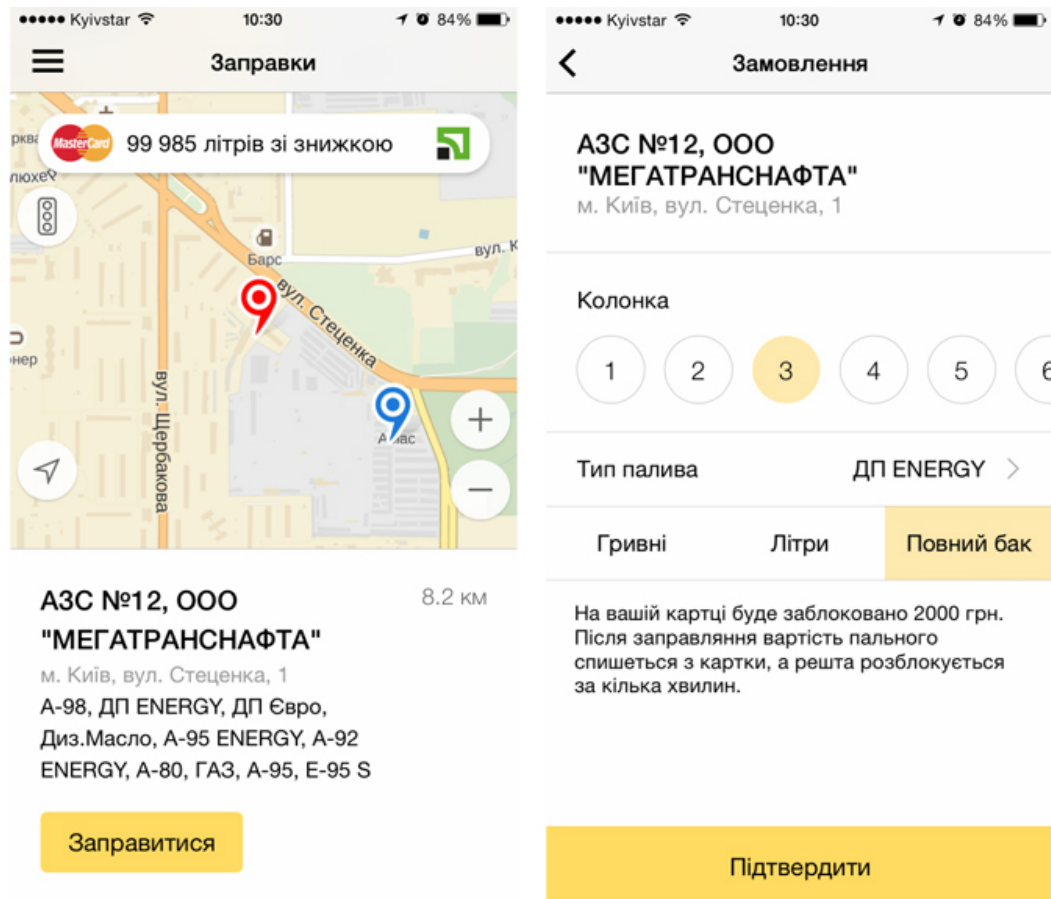 Kyivstar 10:30 84%
Заправки
MasterCard 99 985 літрів зі знижкою
Барс
вул. К
вул. Стеценка
вул. Щербакова
нер
8.2 км
АЗС №12, ООО
"МЕГАТРАНСНАФТА"
м. Київ, вул. Стеценка, 1
А-98, ДП ENERGY, ДП Євро,
Диз.Масло, А-95 ENERGY, А-92
ENERGY, А-80, ГАЗ, А-95, Е-95 S
Заправитися
Kyivstar 10:30 84%
Замовлення
АЗС №12, ООО
"МЕГАТРАНСНАФТА"
м. Київ, вул. Стеценка, 1
Колонка
1 2 3 4 5 6
Тип палива ДП ENERGY
Гривні Літри Повний бак
На вашій картці буде заблоковано 2000 грн.
Після заправляння вартість пального
спишеться з картки, а решта розблокується
за кілька хвилин.
Підтвердити